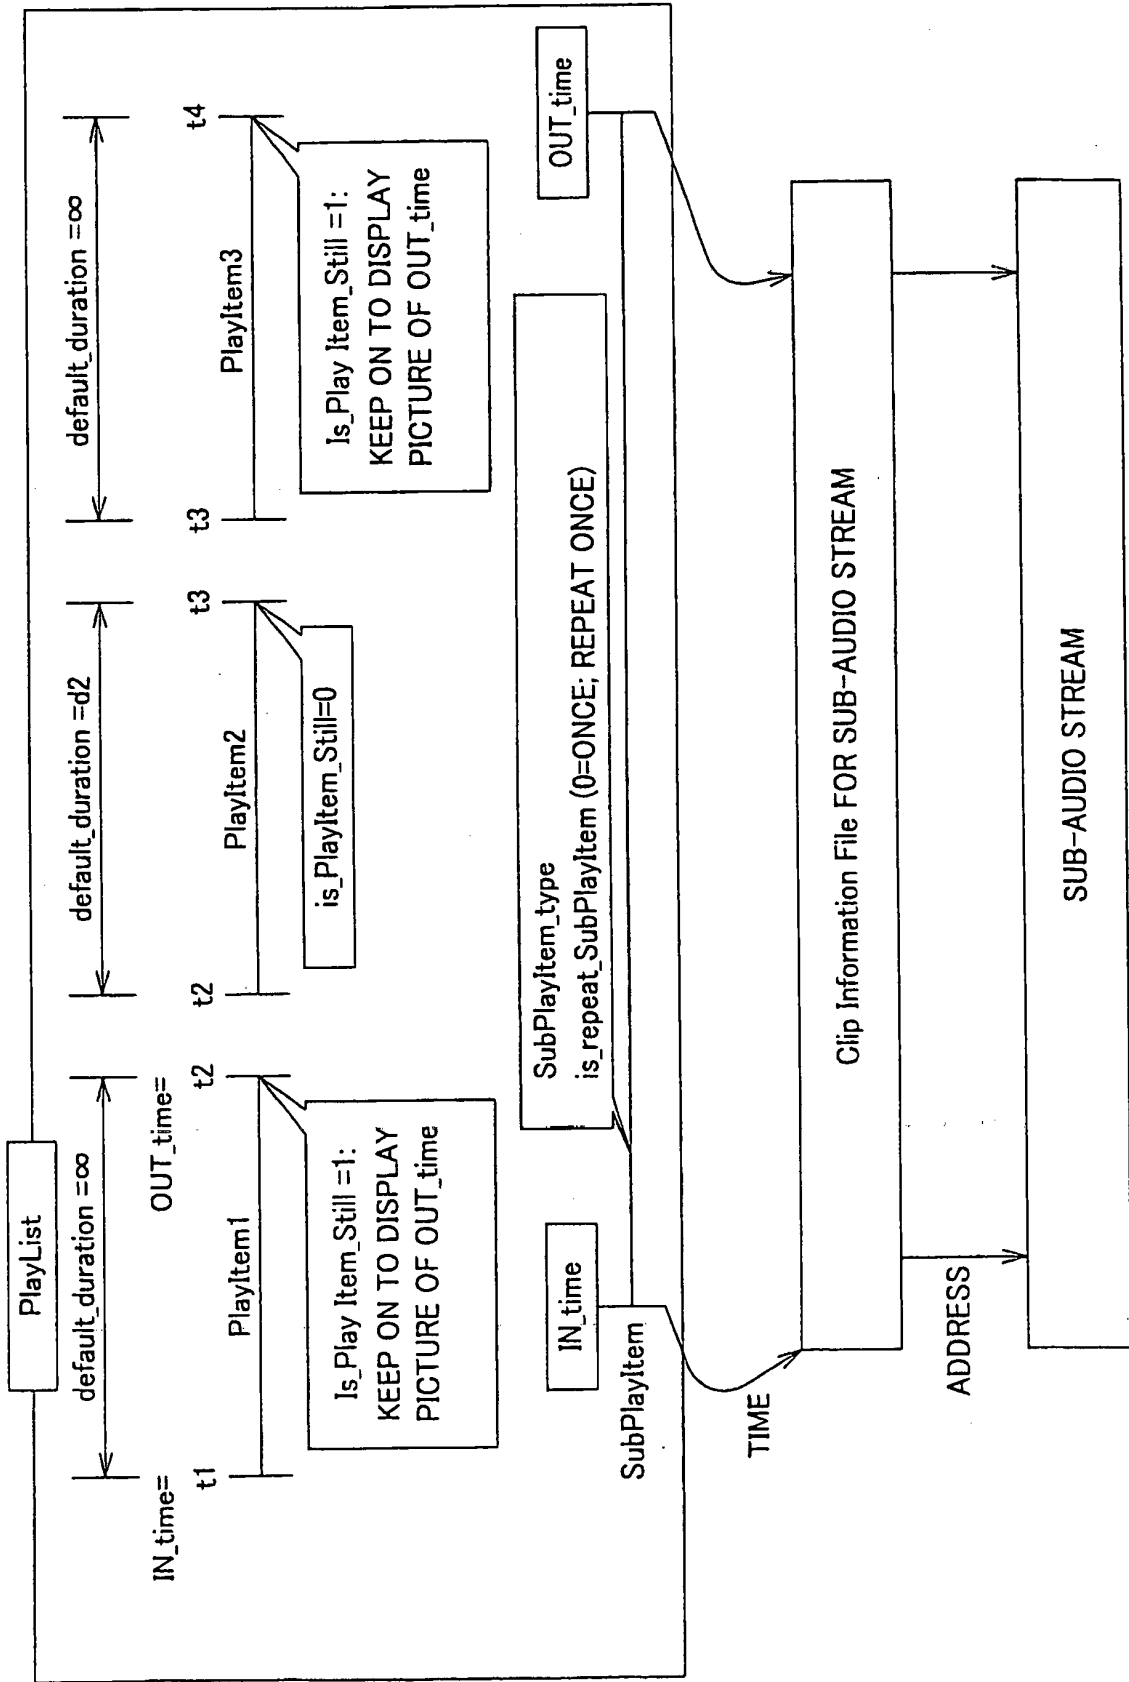 PlayList
default_duration =∞
default_duration =d2
default_duration =∞
IN_time=
OUT_time=
t1
t2
t2
t3
t3
t4
PlayItem1
PlayItem2
PlayItem3
Is_Play Item_Still =1:
KEEP ON TO DISPLAY
PICTURE OF OUT_time
is_PlayItem_Still=0
Is_Play Item_Still =1:
KEEP ON TO DISPLAY
PICTURE OF OUT_time
IN_time
SubPlayItem_type
is_repeat_SubPlayItem (0=ONCE; REPEAT ONCE)
OUT_time
SubPlayItem
TIME
Clip Information File FOR SUB-AUDIO STREAM
ADDRESS
SUB-AUDIO STREAM